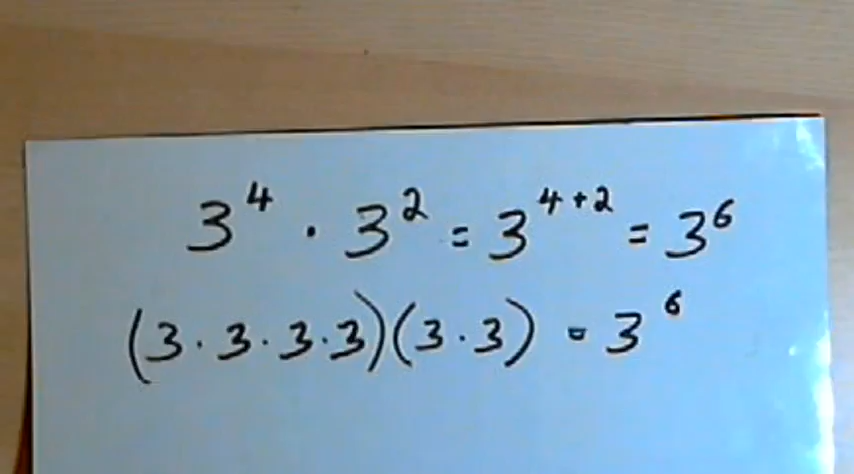 3⁴ · 3² = 3⁴⁺² = 3⁶
(3 · 3 · 3 · 3)(3 · 3) = 3⁶